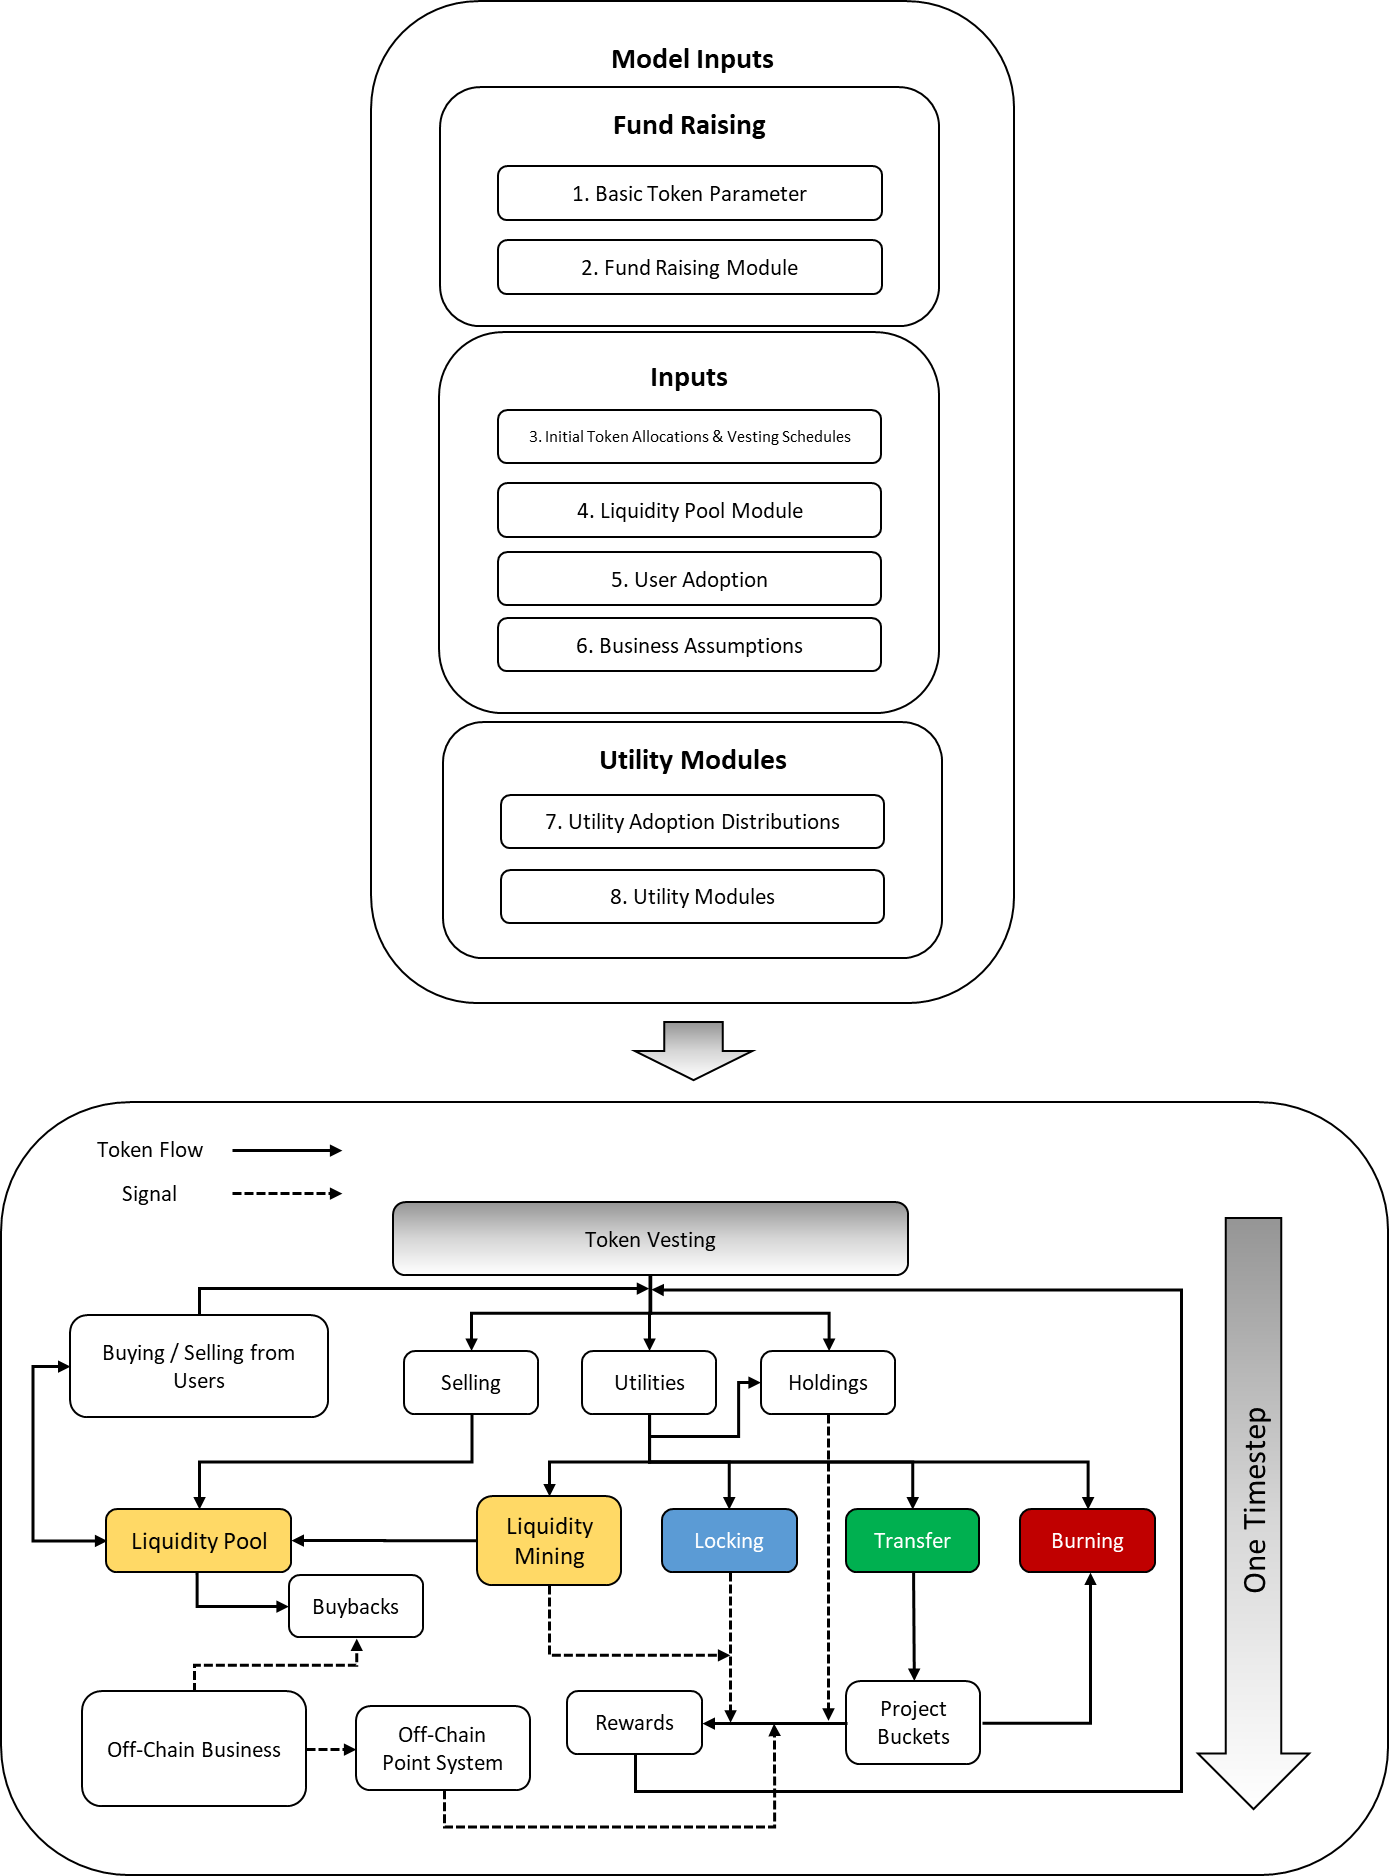 Model Inputs
Fund Raising
1. Basic Token Parameter
2. Fund Raising Module
Inputs
3. Initial Token Allocations & Vesting Schedules
4. Liquidity Pool Module
5. User Adoption
6. Business Assumptions
Utility Modules
7. Utility Adoption Distributions
8. Utility Modules
Token Flow
Signal
Token Vesting
Buying / Selling from
Users
Selling
Utilities
Holdings
Liquidity Pool
Liquidity
Mining
Locking
Transfer
Burning
Buybacks
Off-Chain Business
Off-Chain
Point System
Rewards
Project
Buckets
One Timestep